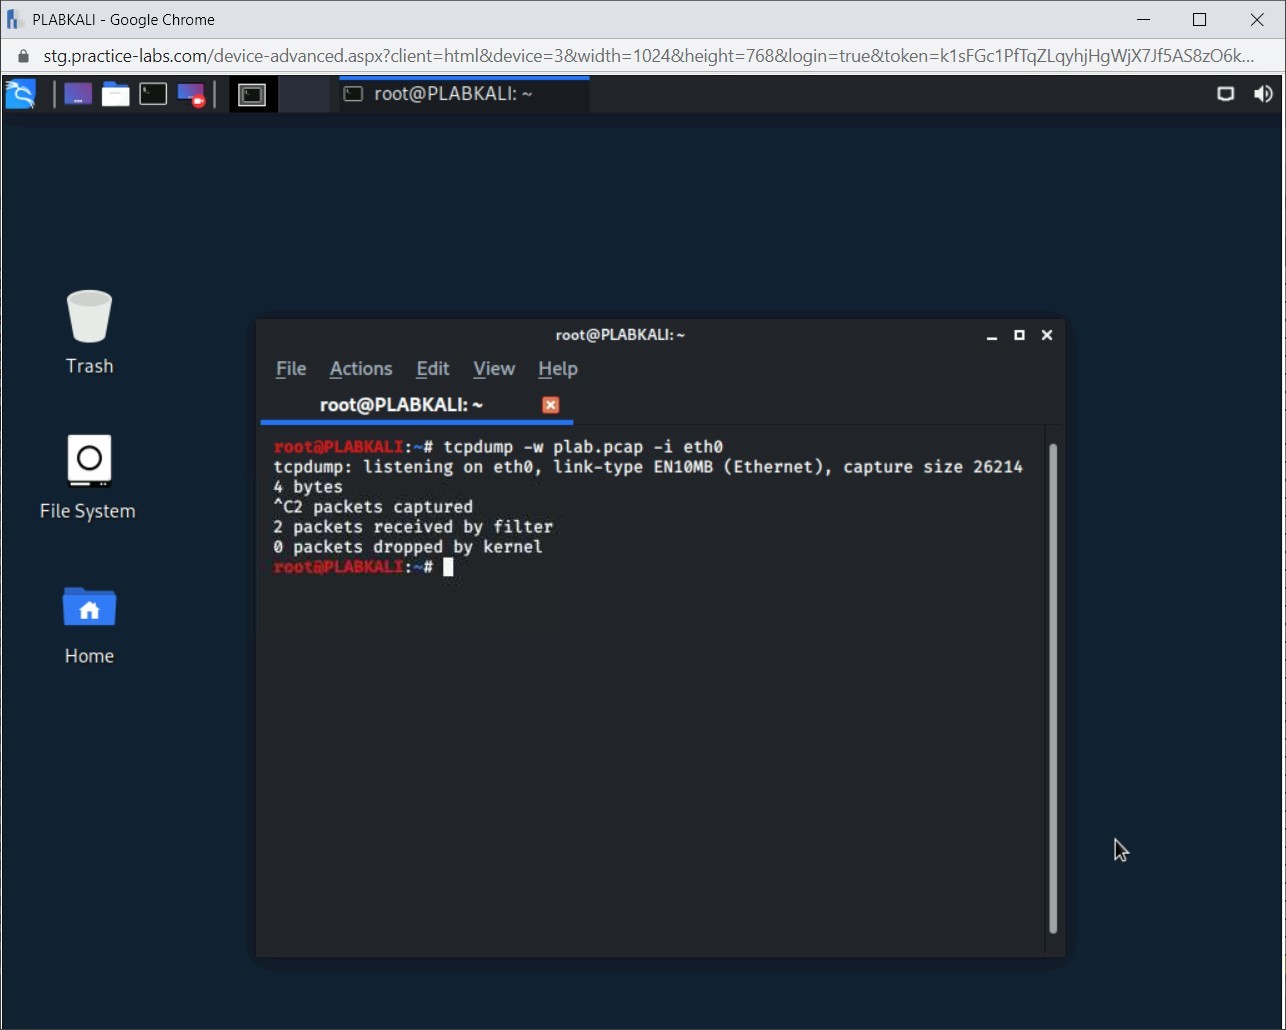 PLABKALI - Google Chrome
stg.practice-labs.com/device-advanced.aspx?client=html&device=3&width=1024&height=768&login=true&token=k1sFGc1PfTqZLqyhjHgWjX7Jf5AS8zO6k...
root@PLABKALI: ~
Trash
File System
Home
root@PLABKALI: ~
File Actions Edit View Help
root@PLABKALI: ~
root@PLABKALI:~# tcpdump -w plab.pcap -i eth0
tcpdump: listening on eth0, link-type EN10MB (Ethernet), capture size 26214
4 bytes
^C2 packets captured
2 packets received by filter
0 packets dropped by kernel
root@PLABKALI:~#